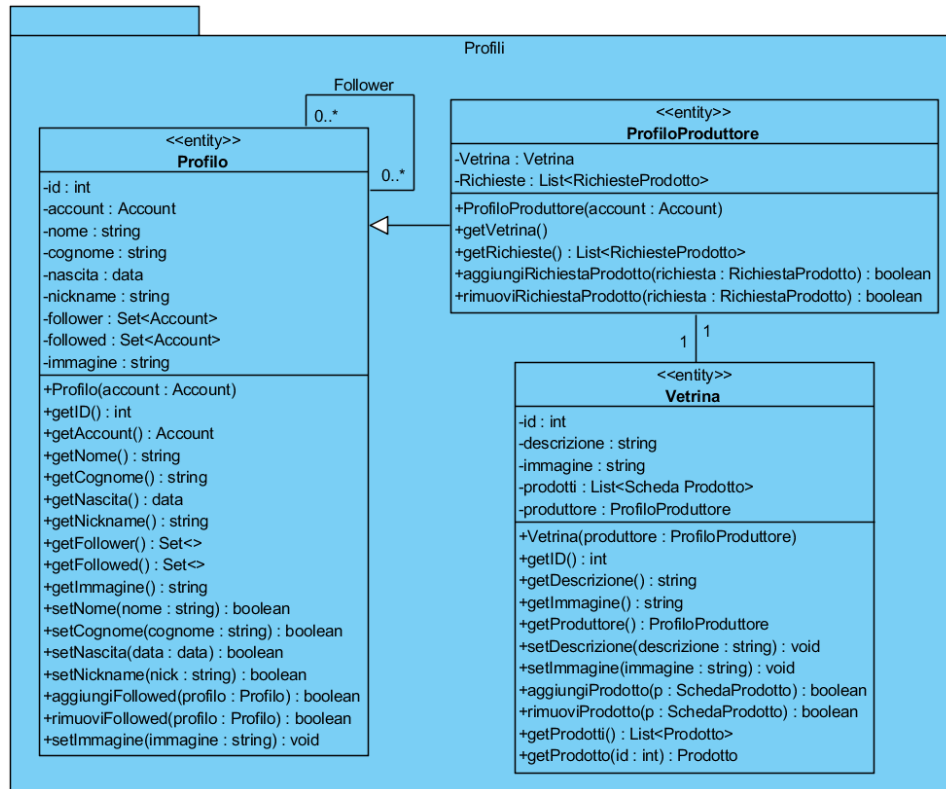 Profili
Follower
0..*
0..*
<<entity>>
Profilo
-id : int
-account : Account
-nome : string
-cognome : string
-nascita : data
-nickname : string
-follower : Set<Account>
-followed : Set<Account>
-immagine : string
+Profilo(account : Account)
+getID() : int
+getAccount() : Account
+getNome() : string
+getCognome() : string
+getNascita() : data
+getNickname() : string
+getFollower() : Set<>
+getFollowed() : Set<>
+getImmagine() : string
+setNome(nome : string) : boolean
+setCognome(cognome : string) : boolean
+setNascita(data : data) : boolean
+setNickname(nick : string) : boolean
+aggiungiFollowed(profilo : Profilo) : boolean
+rimuoviFollowed(profilo : Profilo) : boolean
+setImmagine(immagine : string) : void
<<entity>>
ProfiloProduttore
-Vetrina : Vetrina
-Richieste : List<RichiesteProdotto>
+ProfiloProduttore(account : Account)
+getVetrina()
+getRichieste() : List<RichiesteProdotto>
+aggiungiRichiestaProdotto(richiesta : RichiestaProdotto) : boolean
+rimuoviRichiestaProdotto(richiesta : RichiestaProdotto) : boolean
1
1
<<entity>>
Vetrina
-id : int
-descrizione : string
-immagine : string
-prodotti : List<Scheda Prodotto>
-produttore : ProfiloProduttore
+Vetrina(produttore : ProfiloProduttore)
+getID() : int
+getDescrizione() : string
+getImmagine() : string
+getProduttore() : ProfiloProduttore
+setDescrizione(descrizione : string) : void
+setImmagine(immagine : string) : void
+aggiungiProdotto(p : SchedaProdotto) : boolean
+rimuoviProdotto(p : SchedaProdotto) : boolean
+getProdotti() : List<Prodotto>
+getProdotto(id : int) : Prodotto